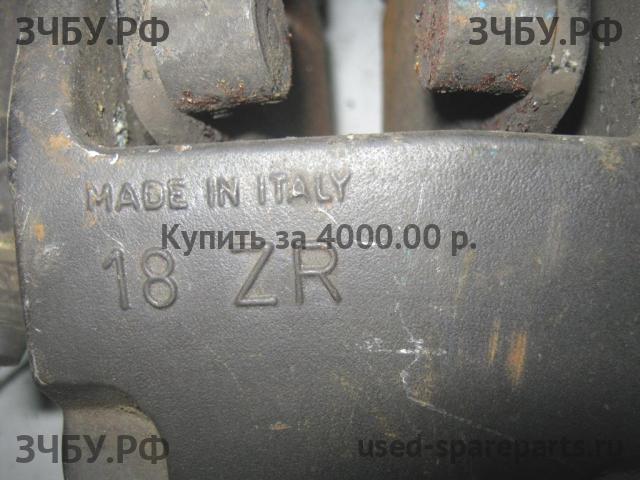 ЗЧБУ.РФ ЗЧБУ.РФ
MADE IN ITALY
Купить за 4000.00 р.
18 ZR
ЗЧБУ.РФ used-spareparts.ru